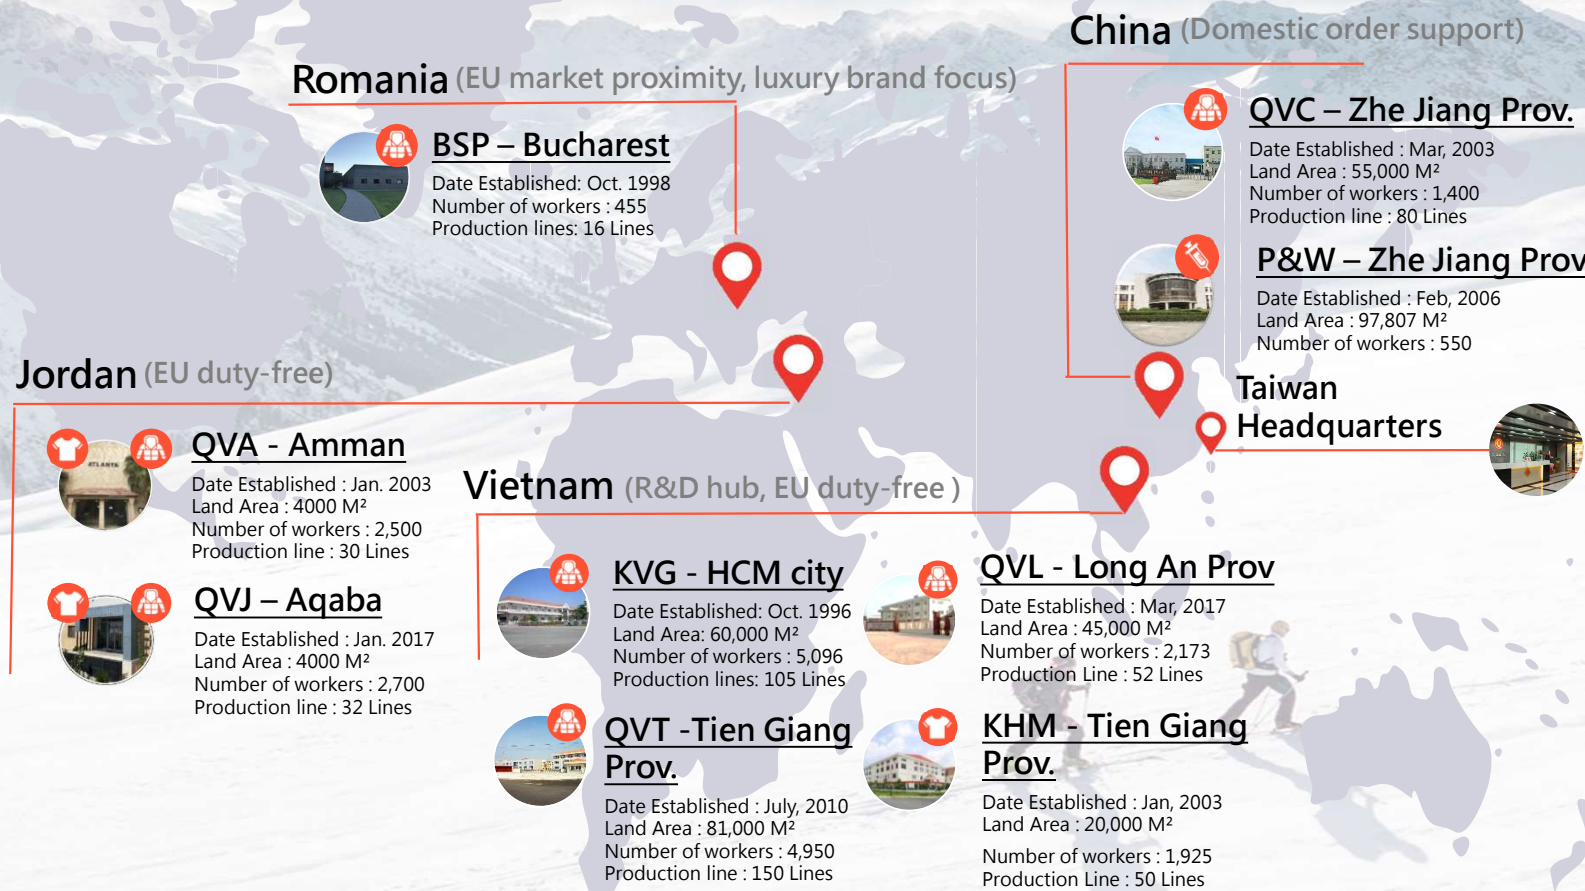 China (Domestic order support)
Romania (EU market proximity, luxury brand focus)
BSP – Bucharest
Date Established: Oct. 1998
Number of workers : 455
Production lines: 16 Lines
QVC – Zhe Jiang Prov.
Date Established : Mar, 2003
Land Area : 55,000 M²
Number of workers : 1,400
Production line : 80 Lines
P&W – Zhe Jiang Prov
Date Established : Feb, 2006
Land Area : 97,807 M²
Number of workers : 550
Taiwan
Headquarters
Jordan (EU duty-free)
QVA - Amman
Date Established : Jan. 2003
Land Area : 4000 M²
Number of workers : 2,500
Production line : 30 Lines
ATLANTA
QVJ – Aqaba
Date Established : Jan. 2017
Land Area : 4000 M²
Number of workers : 2,700
Production line : 32 Lines
Vietnam (R&D hub, EU duty-free )
KVG - HCM city
Date Established: Oct. 1996
Land Area: 60,000 M²
Number of workers : 5,096
Production lines: 105 Lines
QVL - Long An Prov
Date Established : Mar, 2017
Land Area : 45,000 M²
Number of workers : 2,173
Production Line : 52 Lines
QVT -Tien Giang
Prov.
Date Established : July, 2010
Land Area : 81,000 M²
Number of workers : 4,950
Production line : 150 Lines
KHM - Tien Giang
Prov.
Date Established : Jan, 2003
Land Area : 20,000 M²
Number of workers : 1,925
Production Line : 50 Lines